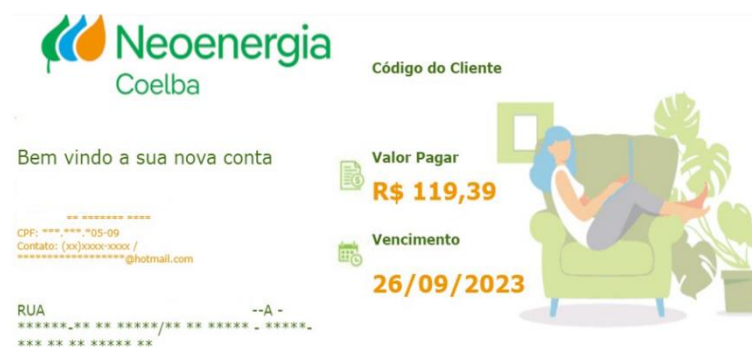 Neoenergia
Coelba
Código do Cliente
Bem vindo a sua nova conta
Valor Pagar
R$ 119,39
Vencimento
26/09/2023
== ======= ====
CPF: ***.***.*05-09
Contato: (xx)xxxx-xxxx /
*******************@hotmail.com
RUA --A -
******-** ** *****/** ** ***** - *****-
*** ** ** ***** **